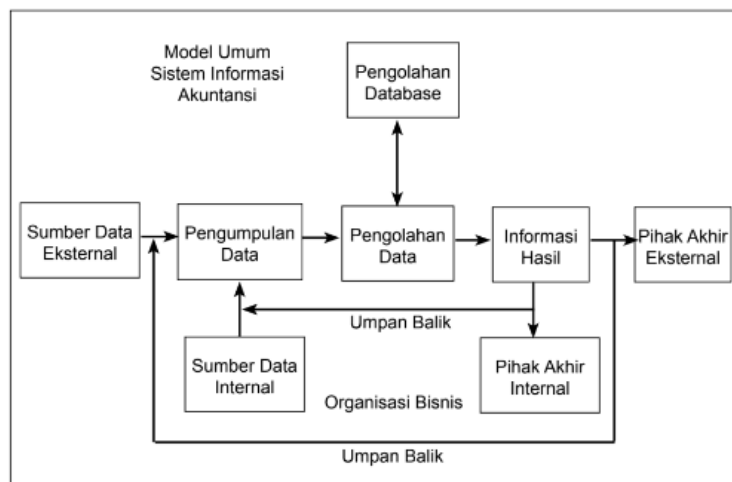 Model Umum
Sistem Informasi
Akuntansi
Pengolahan
Database
Sumber Data
Eksternal
Pengumpulan
Data
Pengolahan
Data
Informasi
Hasil
Pihak Akhir
Eksternal
Umpan Balik
Sumber Data
Internal
Pihak Akhir
Internal
Organisasi Bisnis
Umpan Balik